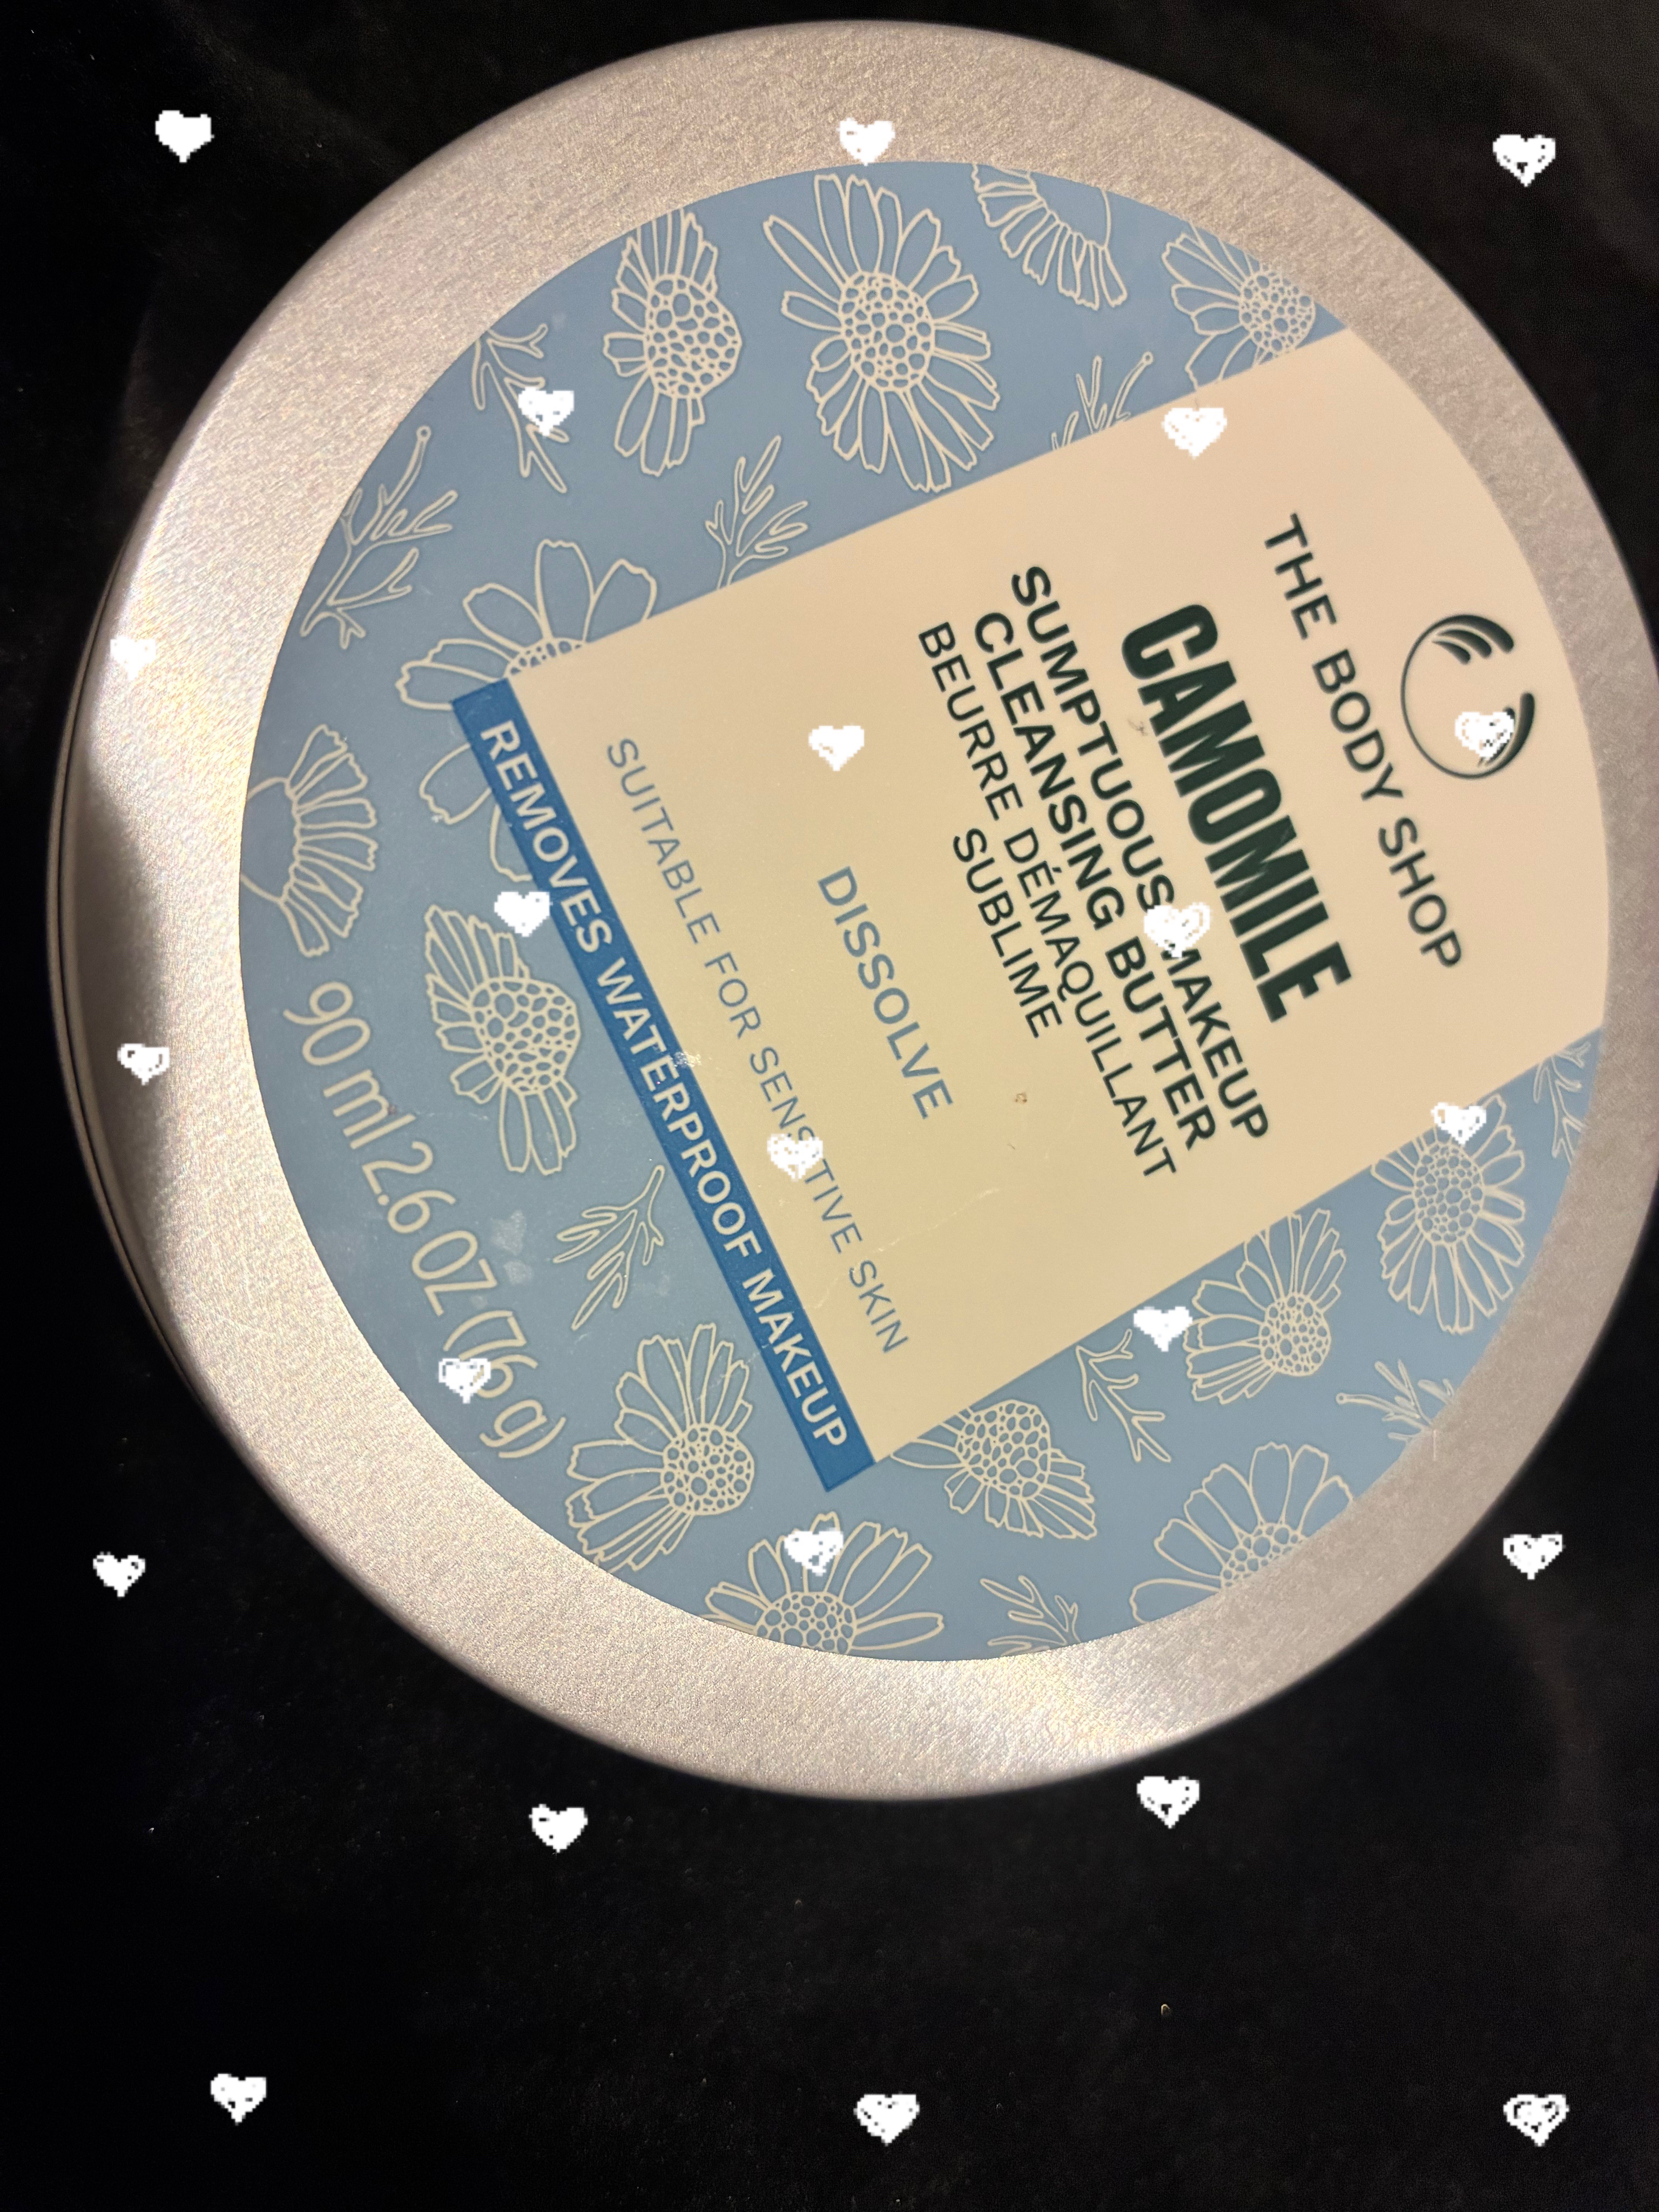 THE BODY SHOP
CAMOMILE
SUMPTUOUS MAKEUP
CLEANSING BUTTER
BEURRE DÉMAQUILLANT
SUBLIME
DISSOLVE
SUITABLE FOR SENSITIVE SKIN
REMOVES WATERPROOF MAKEUP
90 ml 2.6 OZ (76 g)